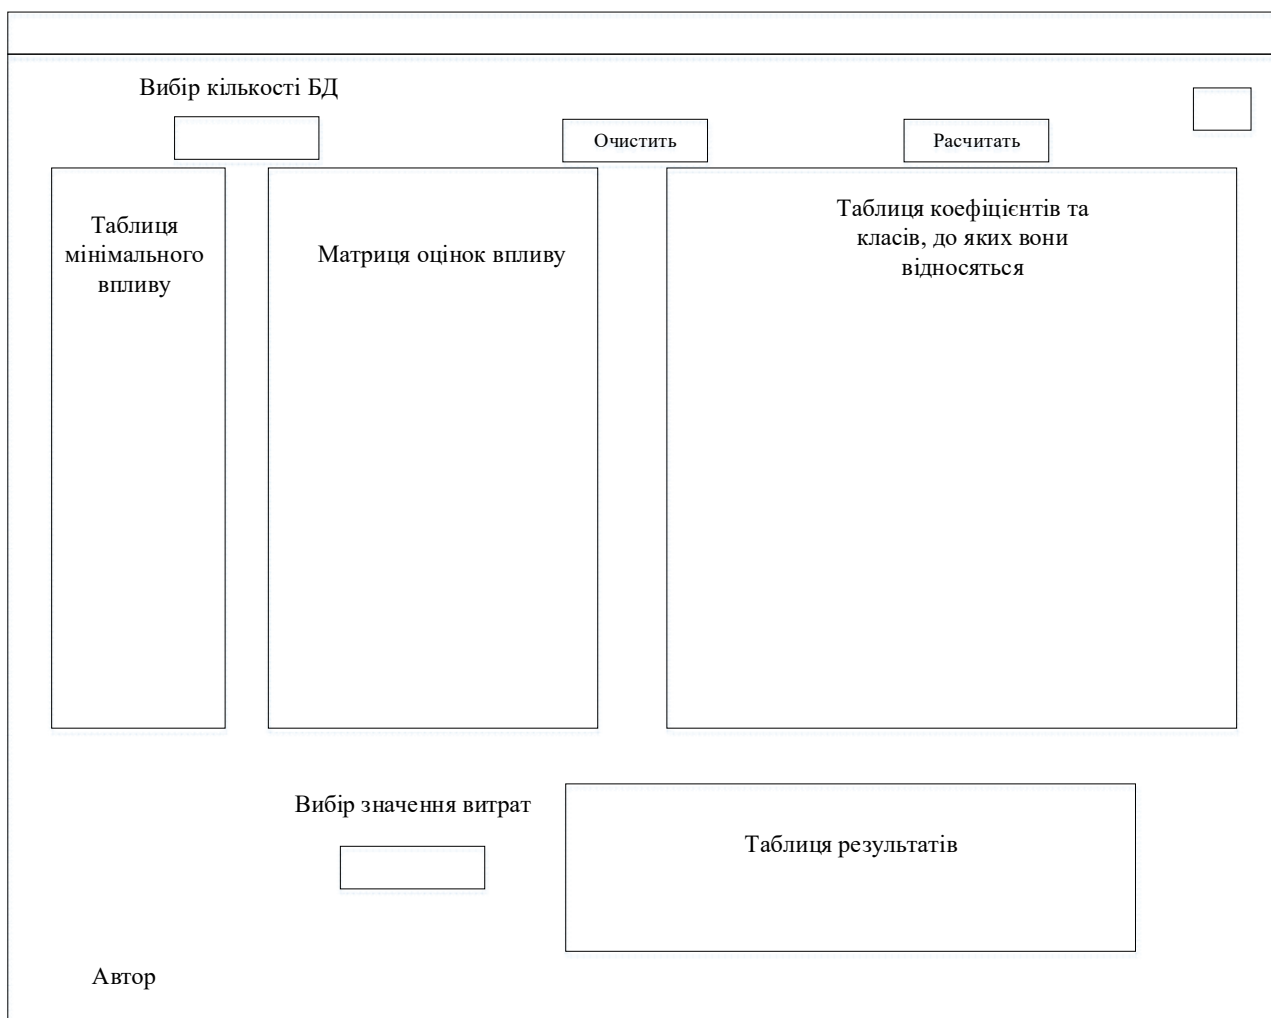 Вибір кількості БД
Очистить
Расчитать
Таблиця
мінімального
впливу
Матриця оцінок впливу
Таблиця коефіцієнтів та
класів, до яких вони
відносяться
Вибір значення витрат
Таблиця результатів
Автор